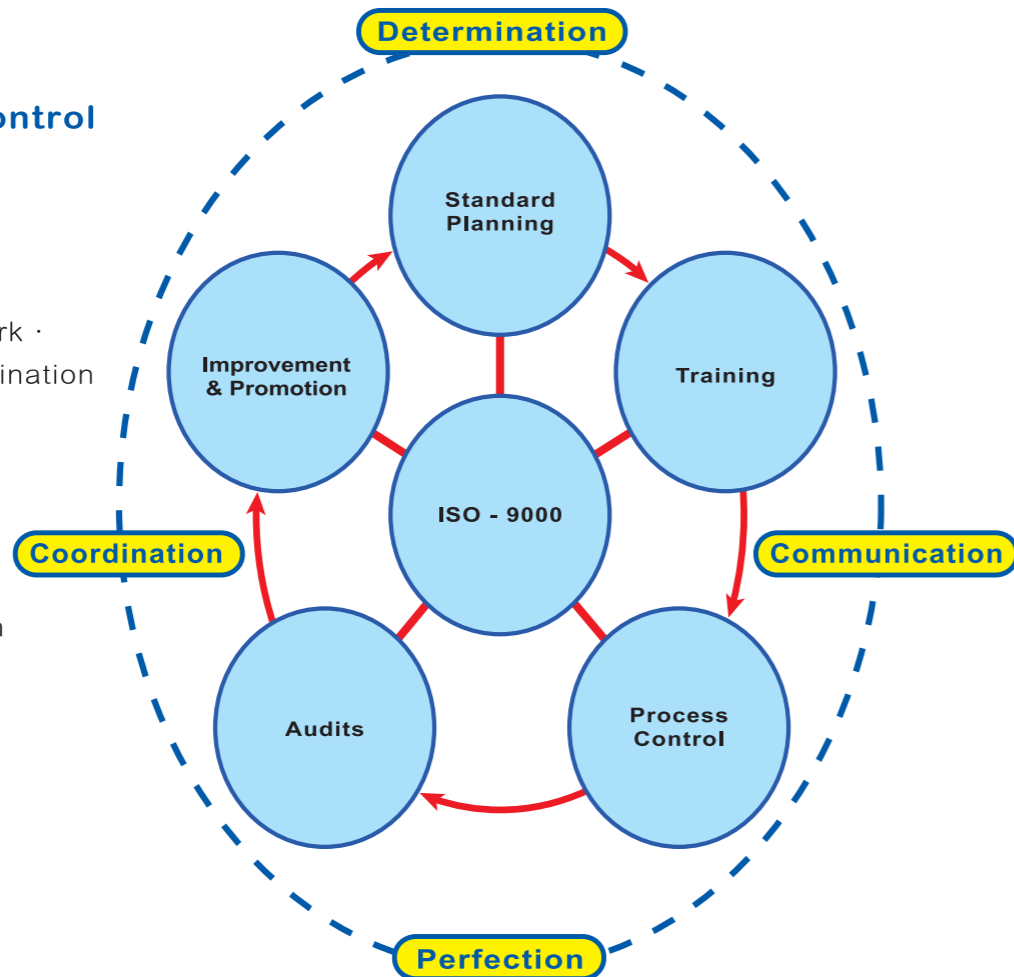 Determination
ontrol
Standard
Planning
rk ·
ination
Improvement
& Promotion
Training
ISO - 9000
Coordination
Communication
n
Audits
Process
Control
Perfection